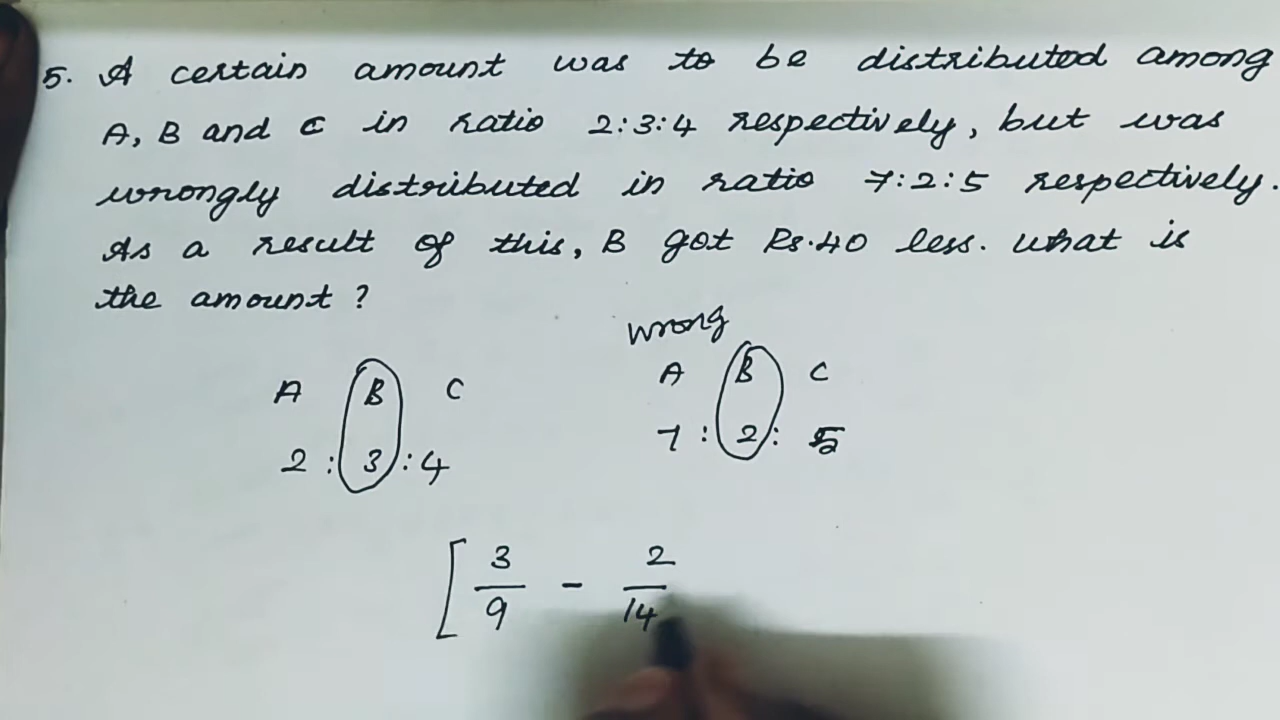 5. A certain amount was to be distributed among
A, B and C in ratio 2:3:4 respectively, but was
wrongly distributed in ratio 7:2:5 respectively.
As a result of this, B got Rs.40 less. what is
the amount ?
wrong
A B C
2 : 3 : 4
A B C
7 : 2 : 5
[ 3/9 - 2/14